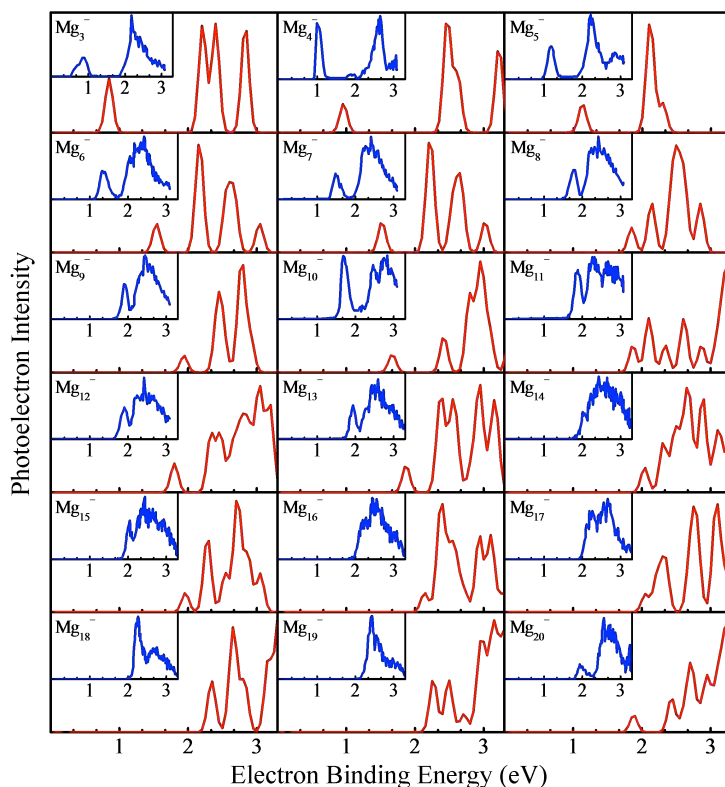 Photoelectron Intensity
Mg₃⁻ Mg₄⁻ Mg₅⁻
1 2 3 1 2 3 1 2 3
Mg₆⁻ Mg₇⁻ Mg₈⁻
1 2 3 1 2 3 1 2 3
Mg₉⁻ Mg₁₀⁻ Mg₁₁⁻
1 2 3 1 2 3 1 2 3
Mg₁₂⁻ Mg₁₃⁻ Mg₁₄⁻
1 2 3 1 2 3 1 2 3
Mg₁₅⁻ Mg₁₆⁻ Mg₁₇⁻
1 2 3 1 2 3 1 2 3
Mg₁₈⁻ Mg₁₉⁻ Mg₂₀⁻
1 2 3 1 2 3 1 2 3
1 2 3 1 2 3 1 2 3
Electron Binding Energy (eV)